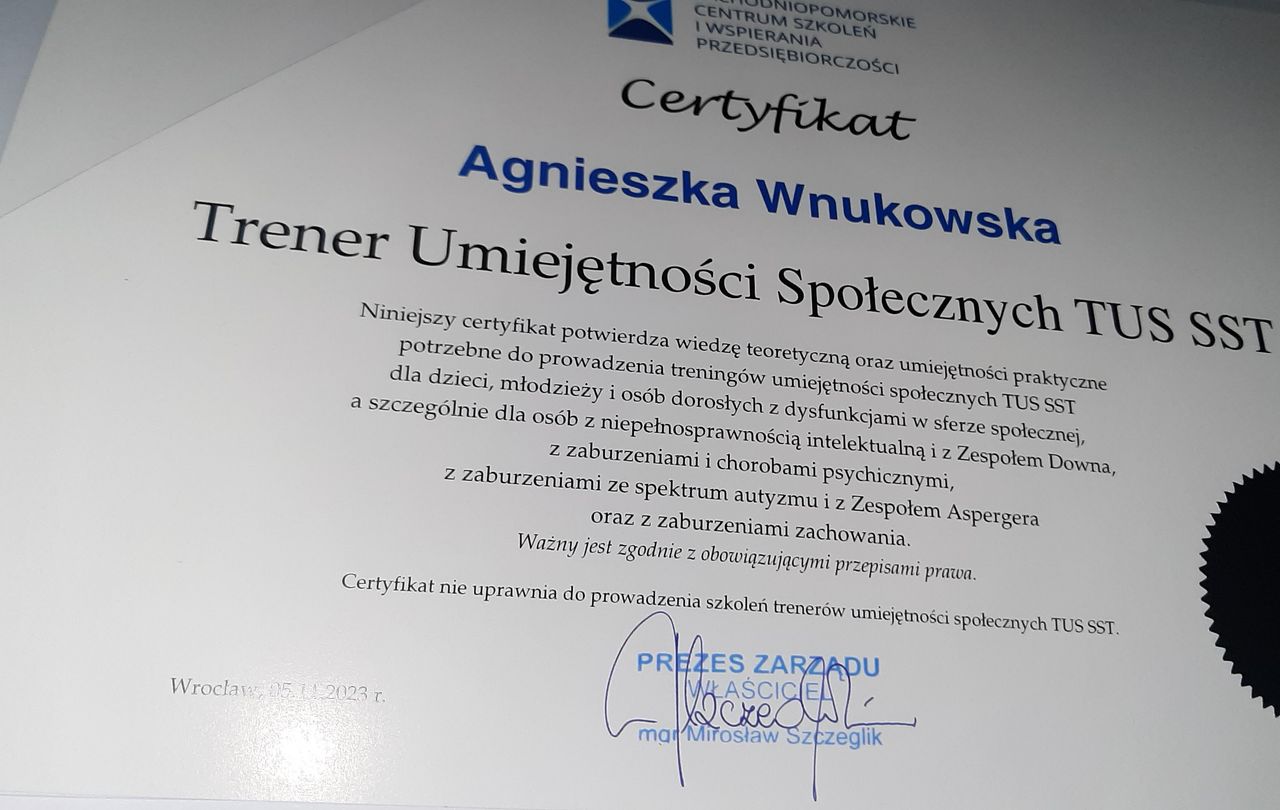 CENTRUM SZKOLEŃ
I WSPIERANIA
PRZEDSIĘBIORCZOŚCI
Certyfikat
Agnieszka Wnukowska
Trener Umiejętności Społecznych TUS SST
Niniejszy certyfikat potwierdza wiedzę teoretyczną oraz umiejętności praktyczne
potrzebne do prowadzenia treningów umiejętności społecznych TUS SST
dla dzieci, młodzieży i osób dorosłych z dysfunkcjami w sferze społecznej,
a szczególnie dla osób z niepełnosprawnością intelektualną i z Zespołem Downa,
z zaburzeniami i chorobami psychicznymi,
z zaburzeniami ze spektrum autyzmu i z Zespołem Aspergera
oraz z zaburzeniami zachowania.
Ważny jest zgodnie z obowiązującymi przepisami prawa.
Certyfikat nie uprawnia do prowadzenia szkoleń trenerów umiejętności społecznych TUS SST.
PREZES ZARZĄDU
WŁAŚCICIEL
mgr Mirosław Szczeglik
Wrocław, 05.11.2023 r.